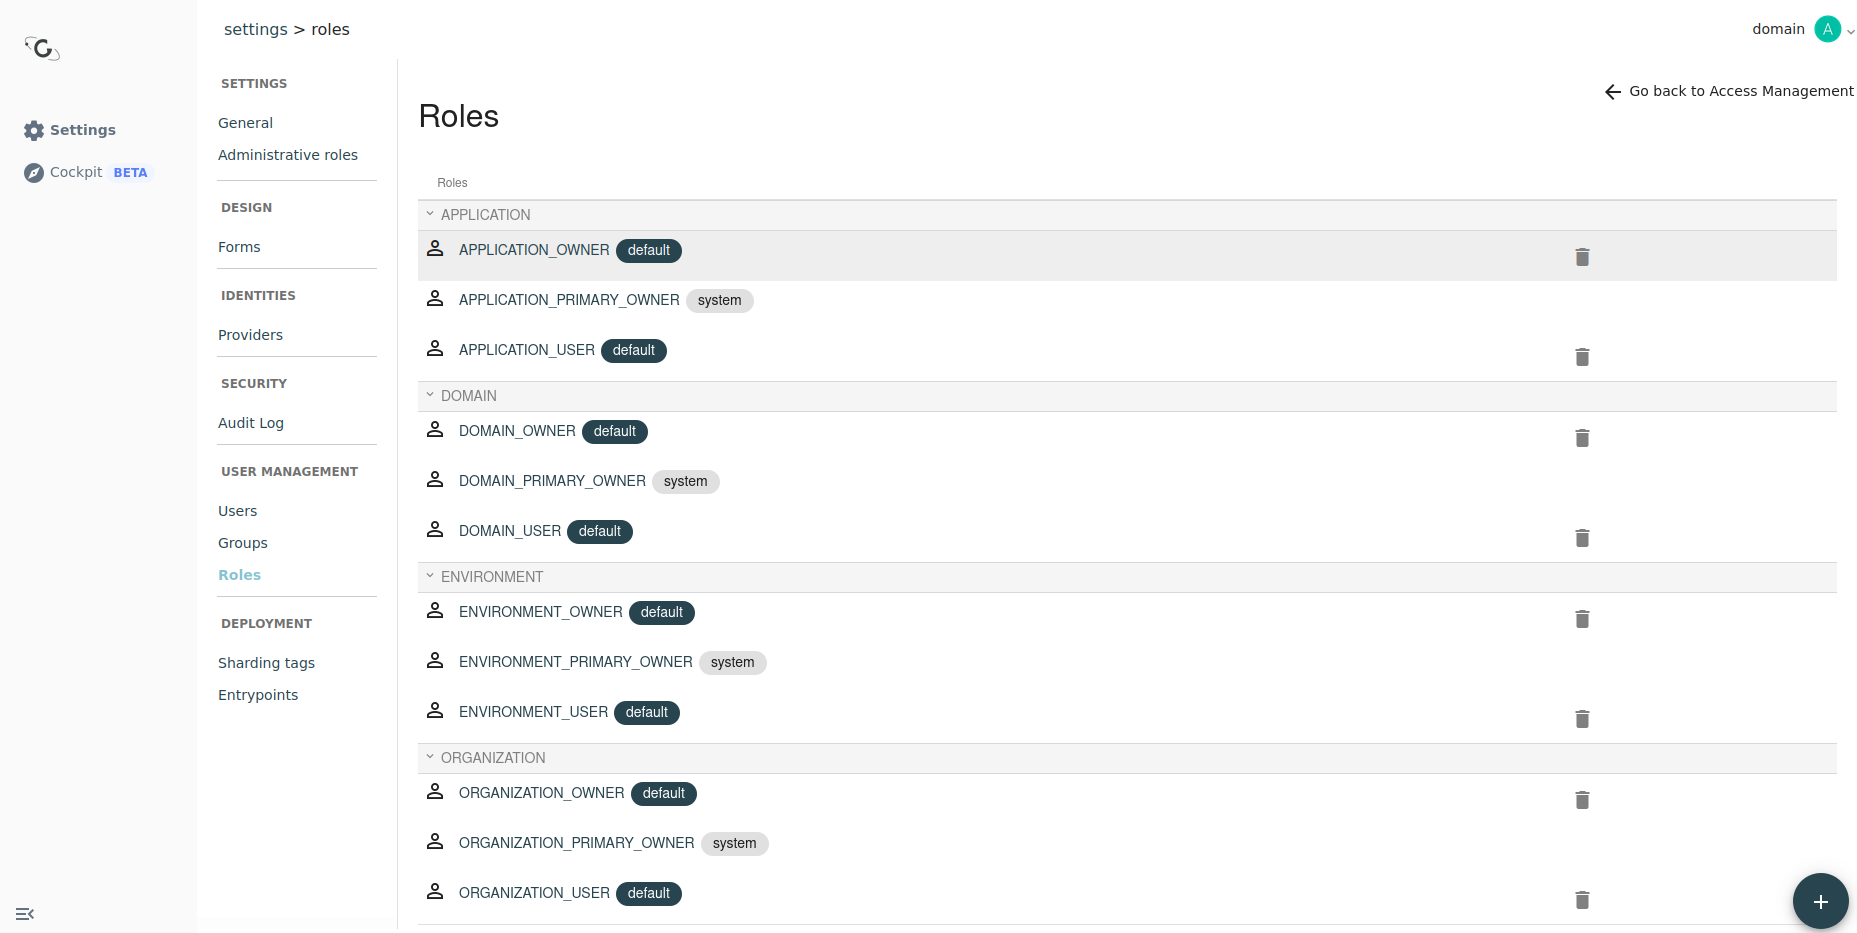 settings > roles
domain
A
Settings
Cockpit BETA
SETTINGS
General
Administrative roles
DESIGN
Forms
IDENTITIES
Providers
SECURITY
Audit Log
USER MANAGEMENT
Users
Groups
Roles
DEPLOYMENT
Sharding tags
Entrypoints
Go back to Access Management
Roles
Roles
APPLICATION
APPLICATION_OWNER default
APPLICATION_PRIMARY_OWNER system
APPLICATION_USER default
DOMAIN
DOMAIN_OWNER default
DOMAIN_PRIMARY_OWNER system
DOMAIN_USER default
ENVIRONMENT
ENVIRONMENT_OWNER default
ENVIRONMENT_PRIMARY_OWNER system
ENVIRONMENT_USER default
ORGANIZATION
ORGANIZATION_OWNER default
ORGANIZATION_PRIMARY_OWNER system
ORGANIZATION_USER default